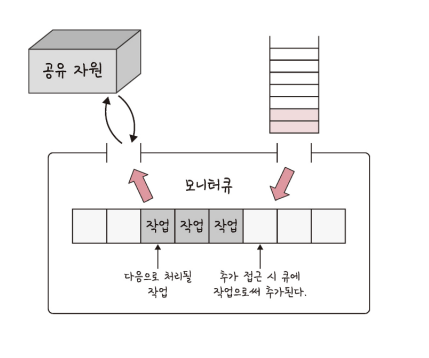 공유 자원
모니터큐
작업 작업 작업
다음으로 처리될
작업
추가 접근 시 큐에
작업으로써 추가된다.